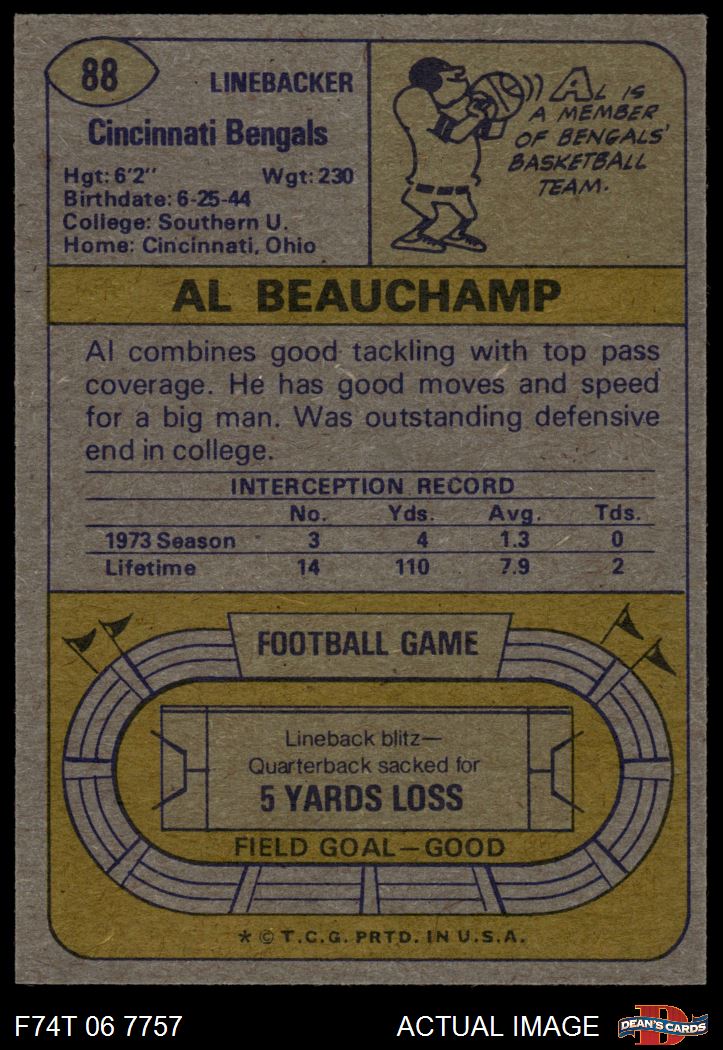 88
LINEBACKER
Cincinnati Bengals
Hgt: 6'2" Wgt: 230
Birthdate: 6-25-44
College: Southern U.
Home: Cincinnati, Ohio
AL IS
A MEMBER
OF BENGALS'
BASKETBALL
TEAM.
AL BEAUCHAMP
Al combines good tackling with top pass
coverage. He has good moves and speed
for a big man. Was outstanding defensive
end in college.
INTERCEPTION RECORD
No. Yds. Avg. Tds.
1973 Season 3 4 1.3 0
Lifetime 14 110 7.9 2
FOOTBALL GAME
Lineback blitz—
Quarterback sacked for
5 YARDS LOSS
FIELD GOAL—GOOD
* © T.C.G. PRTD. IN U.S.A.
F74T 06 7757 ACTUAL IMAGE
D
DEAN'S CARDS